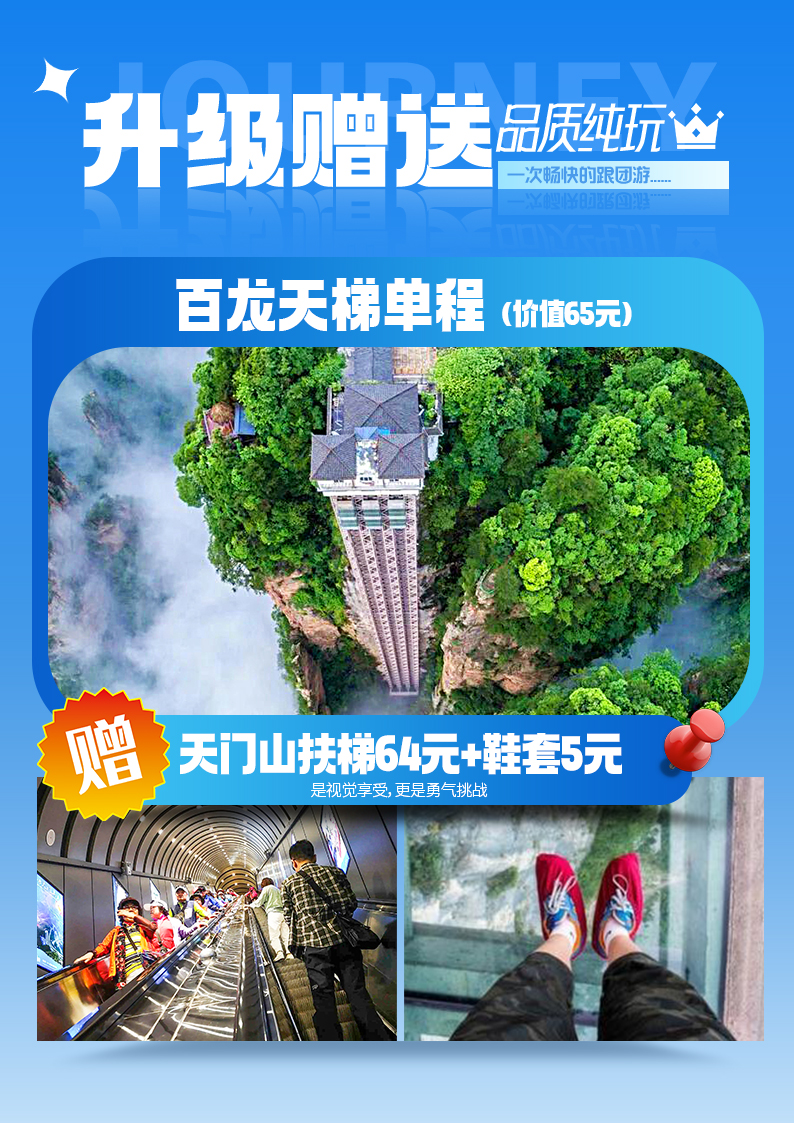 JOURNEY
升级赠送
品质纯玩
一次畅快的跟团游......
百龙天梯单程（价值65元）
赠
天门山扶梯64元+鞋套5元
是视觉享受，更是勇气挑战